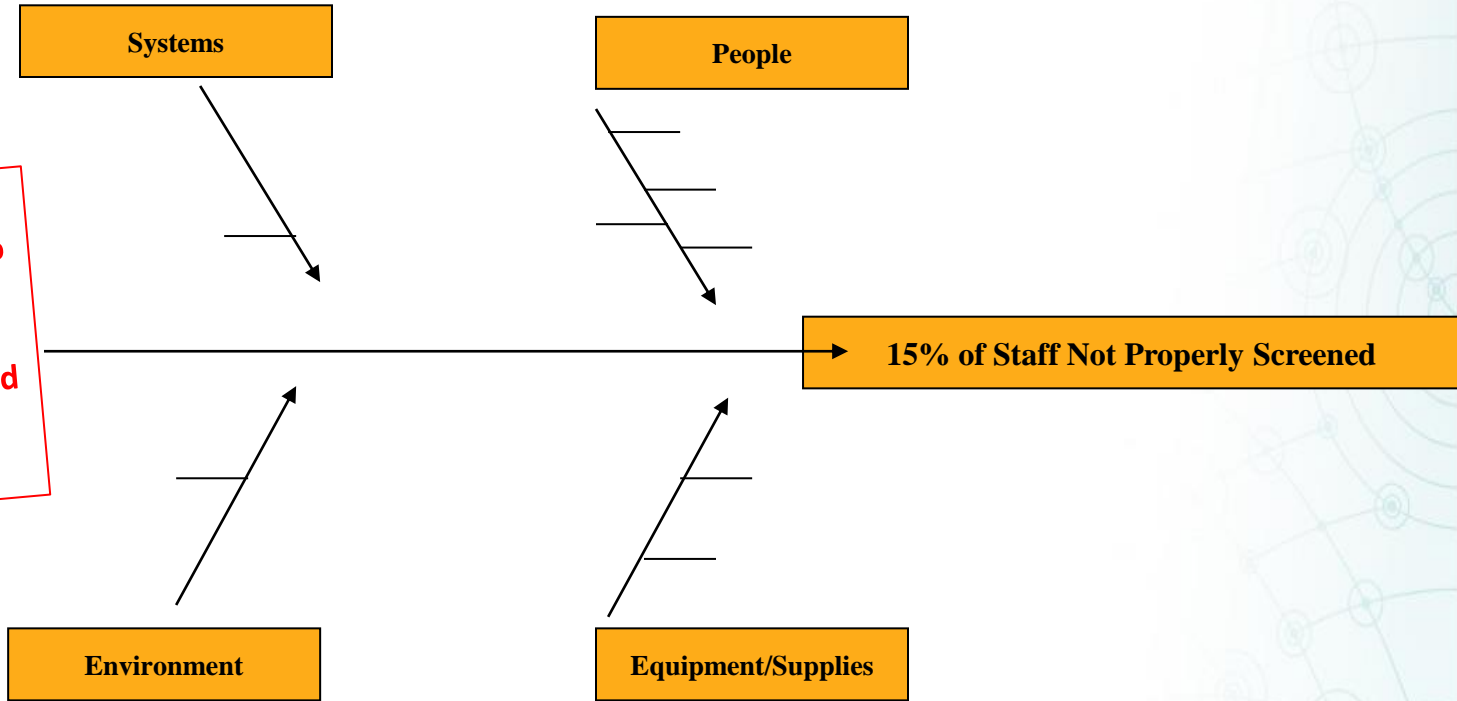 Systems
People
15% of Staff Not Properly Screened
Environment
Equipment/Supplies